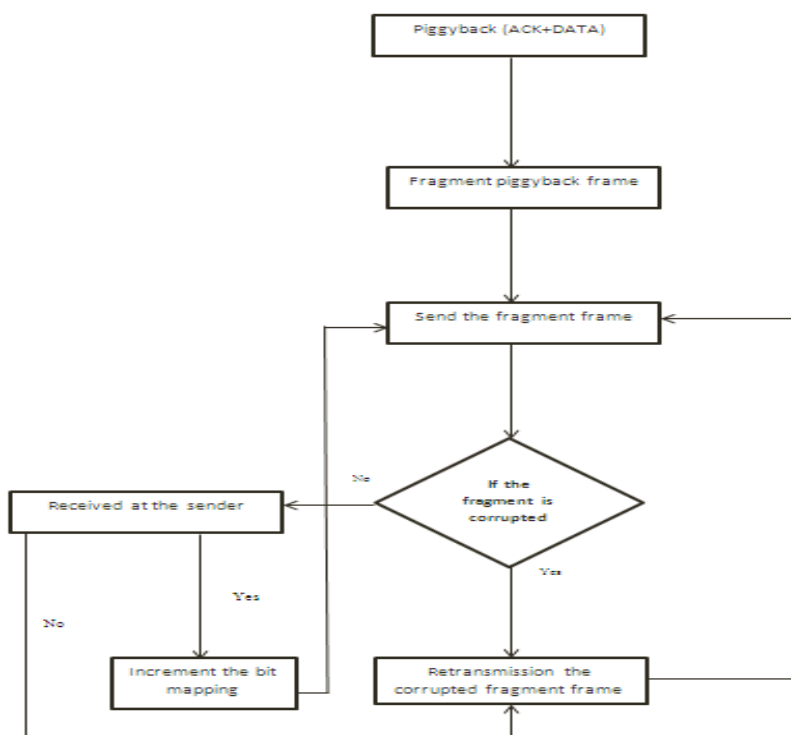 Piggyback (ACK+DATA)
Fragment piggyback frame
Send the fragment frame
If the
fragment is
corrupted
No
Received at the sender
Yes
Yes
No
Increment the bit
mapping
Retransmission the
corrupted fragment frame